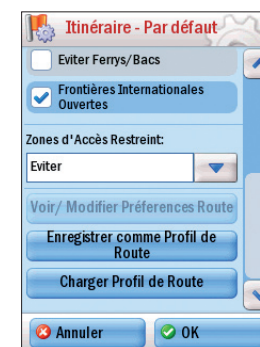 Itinéraire - Par défaut
Eviter Ferrys/Bacs
Frontières Internationales
Ouvertes
Zones d'Accès Restreint:
Eviter
Voir/ Modifier Préferences Route
Enregistrer comme Profil de
Route
Charger Profil de Route
Annuler
OK